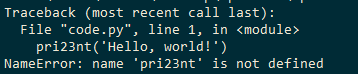 Traceback (most recent call last):
  File "code.py", line 1, in <module>
    pri23nt('Hello, world!')
NameError: name 'pri23nt' is not defined